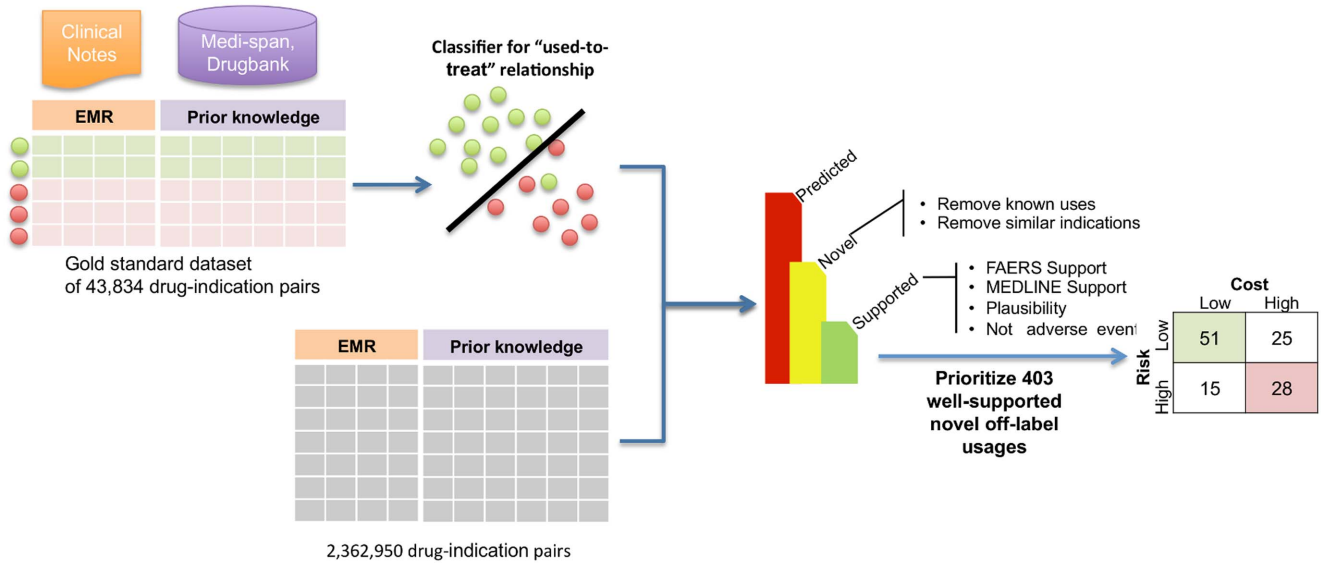 Clinical
Notes
Medi-span,
Drugbank
EMR
Prior knowledge
Gold standard dataset
of 43,834 drug-indication pairs
Classifier for “used-to-
treat” relationship
EMR
Prior knowledge
2,362,950 drug-indication pairs
Predicted
Novel
Supported
• Remove known uses
• Remove similar indications
• FAERS Support
• MEDLINE Support
• Plausibility
• Not adverse event
Prioritize 403
well-supported
novel off-label
usages
Cost
Low High
Risk
Low 51 25
High 15 28